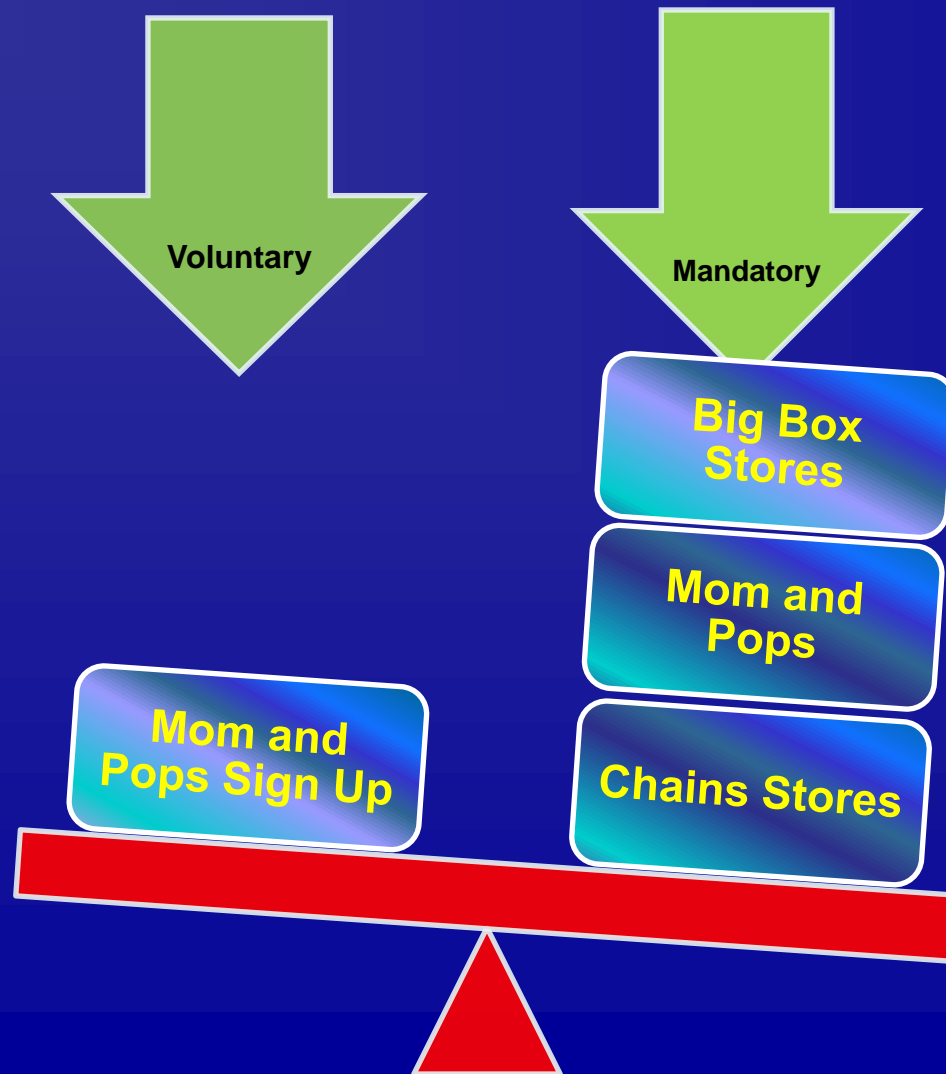 Voluntary
Mandatory
Big Box
Stores
Mom and
Pops
Mom and
Pops Sign Up
Chains Stores